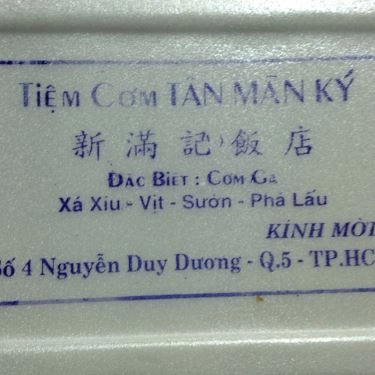 TIỆM CƠM TÂN MÃN KÝ
新滿記飯店
ĐẶC BIỆT : CƠM GÀ
Xá Xíu - Vịt - Sườn - Phá Lấu
KÍNH MỜI
Số 4 Nguyễn Duy Dương - Q.5 - TP.HC